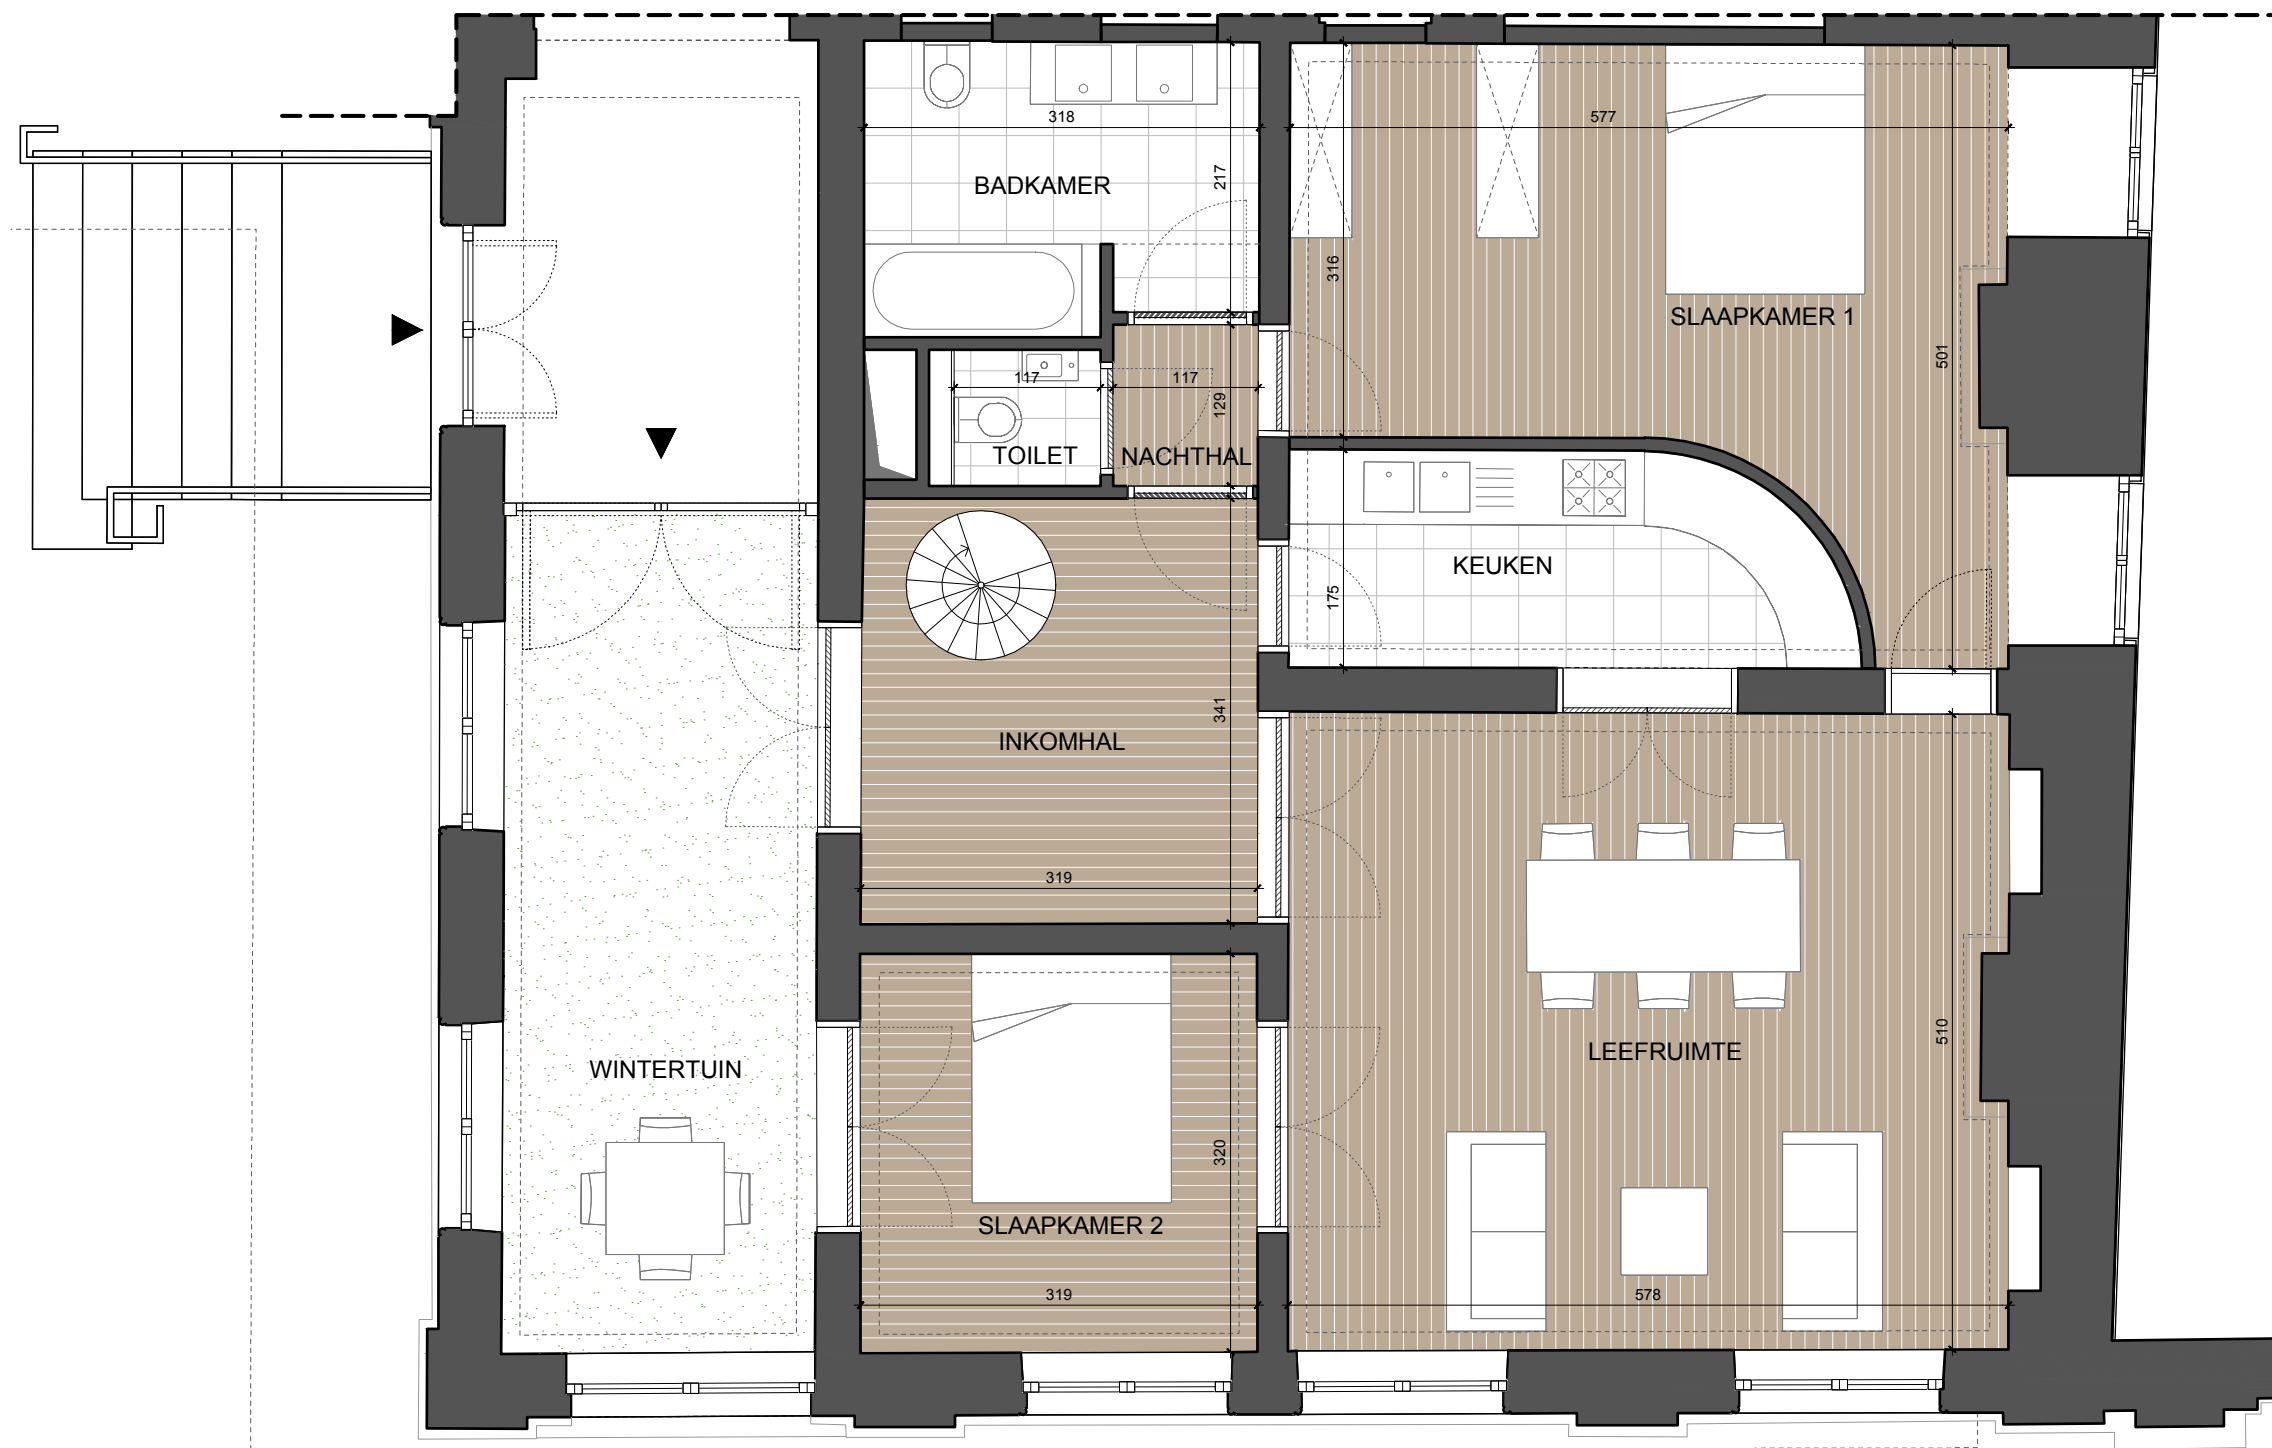 318
577
217
BADKAMER
316
SLAAPKAMER 1
501
117
117
129
TOILET
NACHTHAL
KEUKEN
175
341
INKOMHAL
319
510
LEEFRUIMTE
WINTERTUIN
320
SLAAPKAMER 2
319
578